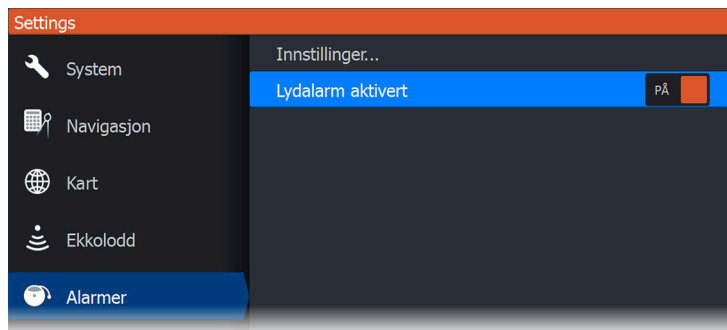 Settings
System
Navigasjon
Kart
Ekkolodd
Alarmer
Innstillinger...
Lydalarm aktivert
PÅ